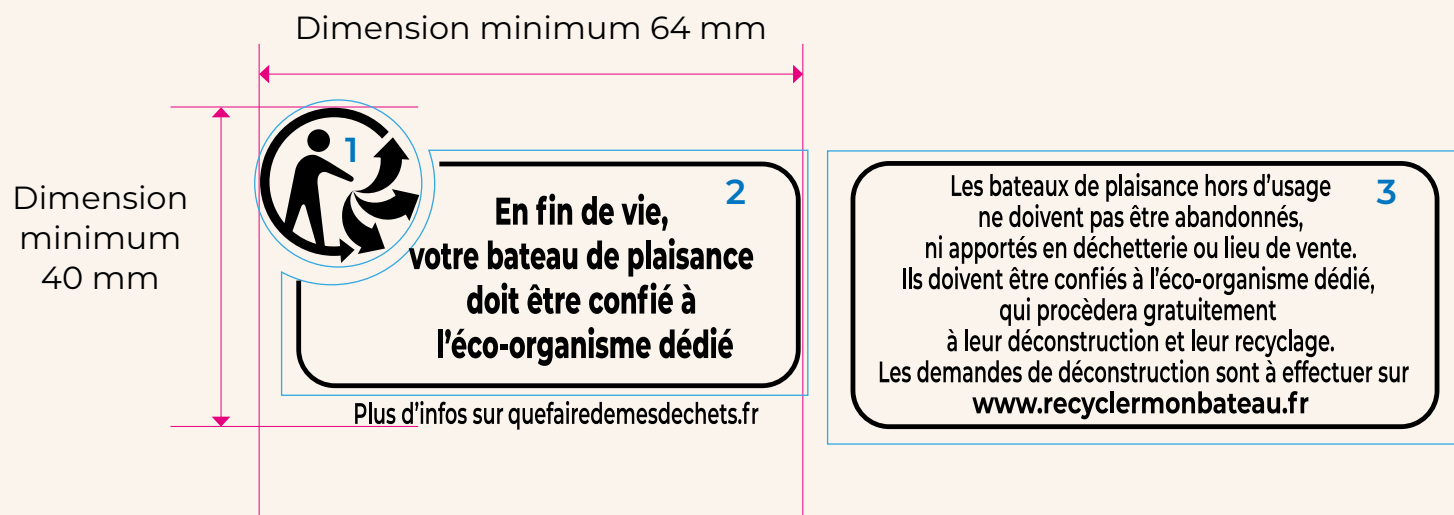 Dimension minimum 64 mm
Dimension
minimum
40 mm
1
2
En fin de vie,
votre bateau de plaisance
doit être confié à
l'éco-organisme dédié
Plus d'infos sur quefairedemesdechets.fr
3
Les bateaux de plaisance hors d'usage
ne doivent pas être abandonnés,
ni apportés en déchetterie ou lieu de vente.
Ils doivent être confiés à l'éco-organisme dédié,
qui procèdera gratuitement
à leur déconstruction et leur recyclage.
Les demandes de déconstruction sont à effectuer sur
www.recyclermonbateau.fr